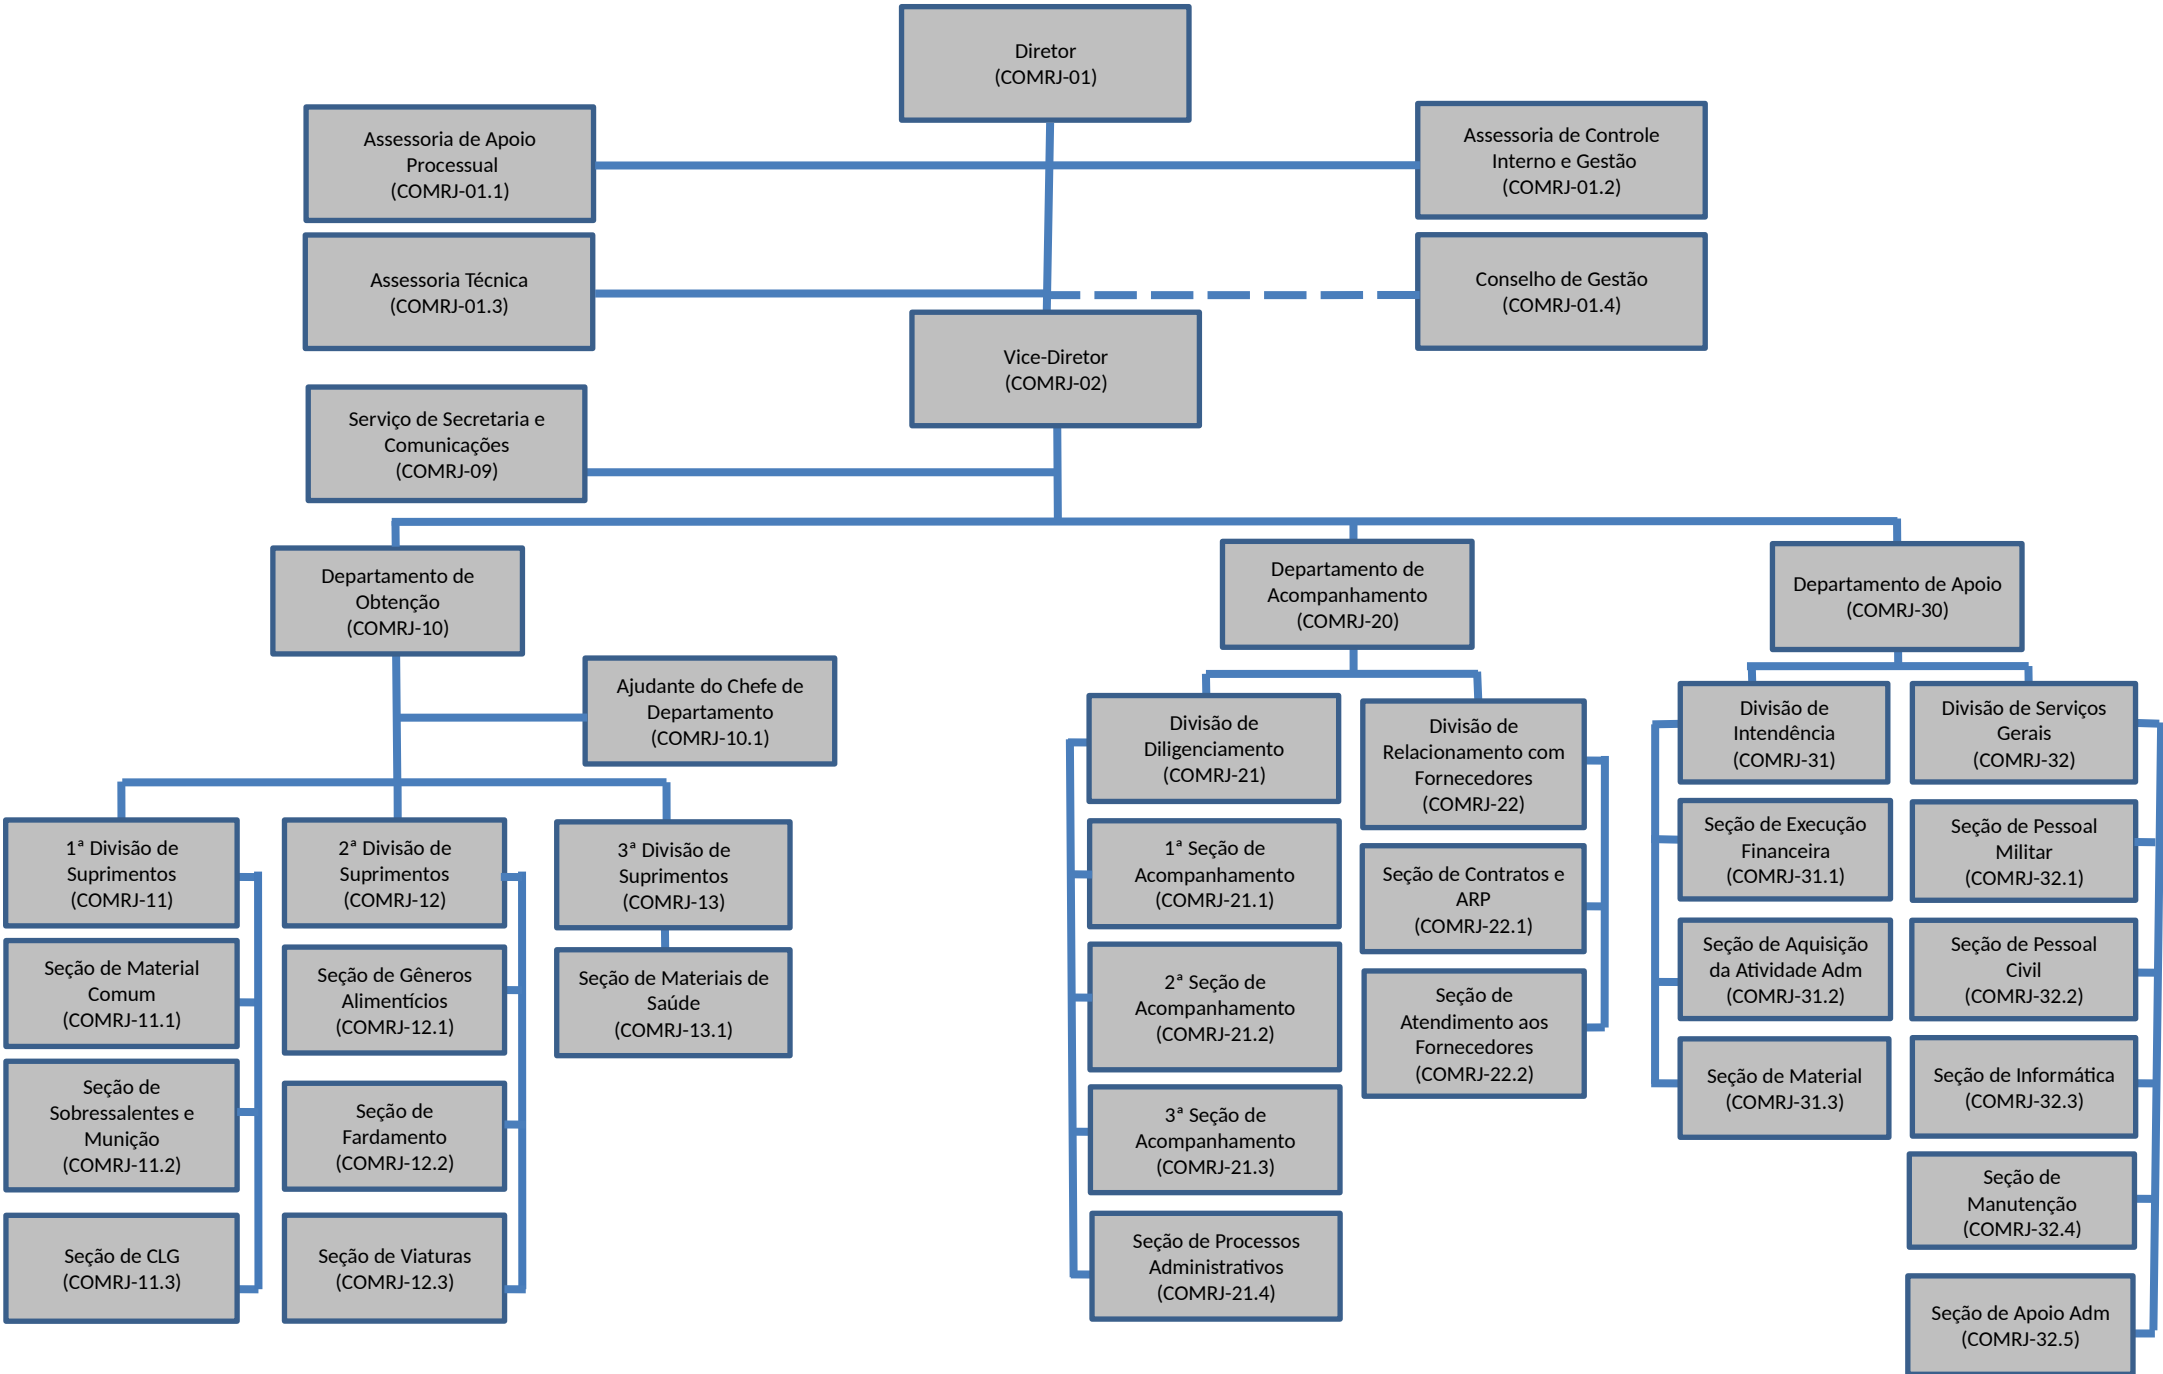 Diretor
(COMRJ-01)
Assessoria de Apoio
Processual
(COMRJ-01.1)
Assessoria de Controle
Interno e Gestão
(COMRJ-01.2)
Assessoria Técnica
(COMRJ-01.3)
Conselho de Gestão
(COMRJ-01.4)
Vice-Diretor
(COMRJ-02)
Serviço de Secretaria e
Comunicações
(COMRJ-09)
Departamento de
Obtenção
(COMRJ-10)
Departamento de
Acompanhamento
(COMRJ-20)
Departamento de Apoio
(COMRJ-30)
Ajudante do Chefe de
Departamento
(COMRJ-10.1)
1ª Divisão de
Suprimentos
(COMRJ-11)
Seção de Material
Comum
(COMRJ-11.1)
Seção de
Sobressalentes e
Munição
(COMRJ-11.2)
Seção de CLG
(COMRJ-11.3)
2ª Divisão de
Suprimentos
(COMRJ-12)
Seção de Gêneros
Alimentícios
(COMRJ-12.1)
Seção de
Fardamento
(COMRJ-12.2)
Seção de Viaturas
(COMRJ-12.3)
3ª Divisão de
Suprimentos
(COMRJ-13)
Seção de Materiais de
Saúde
(COMRJ-13.1)
Divisão de
Diligenciamento
(COMRJ-21)
1ª Seção de
Acompanhamento
(COMRJ-21.1)
2ª Seção de
Acompanhamento
(COMRJ-21.2)
3ª Seção de
Acompanhamento
(COMRJ-21.3)
Seção de Processos
Administrativos
(COMRJ-21.4)
Divisão de
Relacionamento com
Fornecedores
(COMRJ-22)
Seção de Contratos e
ARP
(COMRJ-22.1)
Seção de
Atendimento aos
Fornecedores
(COMRJ-22.2)
Divisão de
Intendência
(COMRJ-31)
Seção de Execução
Financeira
(COMRJ-31.1)
Seção de Aquisição
da Atividade Adm
(COMRJ-31.2)
Seção de Material
(COMRJ-31.3)
Divisão de Serviços
Gerais
(COMRJ-32)
Seção de Pessoal
Militar
(COMRJ-32.1)
Seção de Pessoal
Civil
(COMRJ-32.2)
Seção de Informática
(COMRJ-32.3)
Seção de
Manutenção
(COMRJ-32.4)
Seção de Apoio Adm
(COMRJ-32.5)